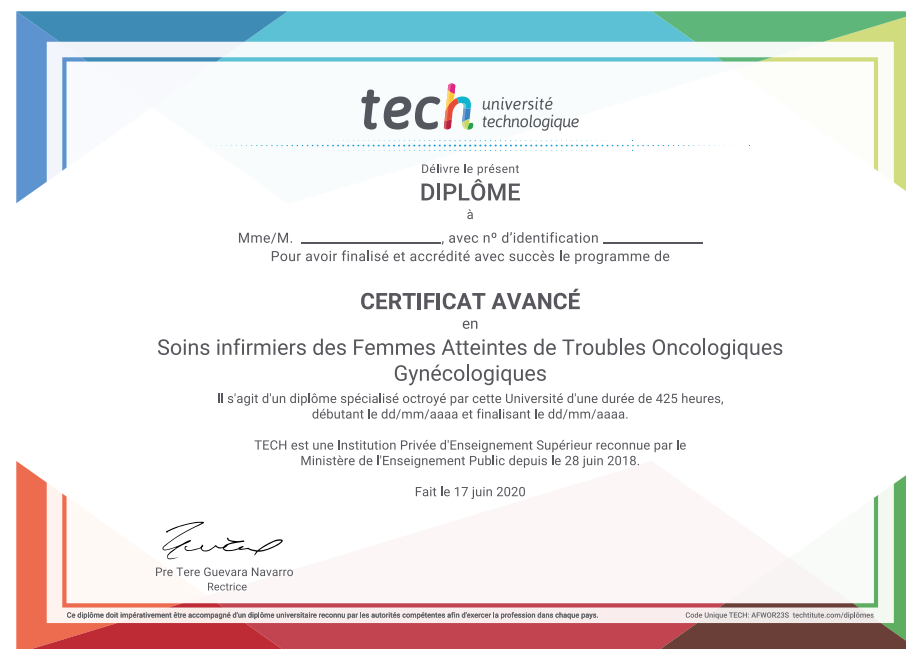 tech université
technologique
Délivre le présent
DIPLÔME
à
Mme/M. ____________________, avec nº d'identification ______________
Pour avoir finalisé et accrédité avec succès le programme de
CERTIFICAT AVANCÉ
en
Soins infirmiers des Femmes Atteintes de Troubles Oncologiques
Gynécologiques
Il s'agit d'un diplôme spécialisé octroyé par cette Université d'une durée de 425 heures,
débutant le dd/mm/aaaa et finalisant le dd/mm/aaaa.
TECH est une Institution Privée d'Enseignement Supérieur reconnue par le
Ministère de l'Enseignement Public depuis le 28 juin 2018.
Fait le 17 juin 2020
Pre Tere Guevara Navarro
Rectrice
Ce diplôme doit impérativement être accompagné d'un diplôme universitaire reconnu par les autorités compétentes afin d'exercer la profession dans chaque pays.
Code Unique TECH: AFWOR23S techtitute.com/diplômes